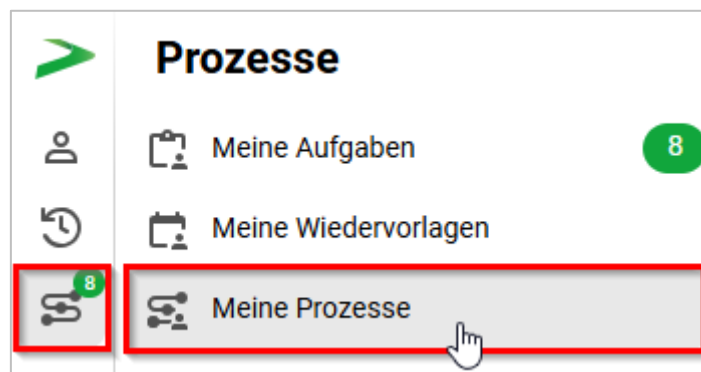 Prozesse
Meine Aufgaben 8
Meine Wiedervorlagen
8
Meine Prozesse